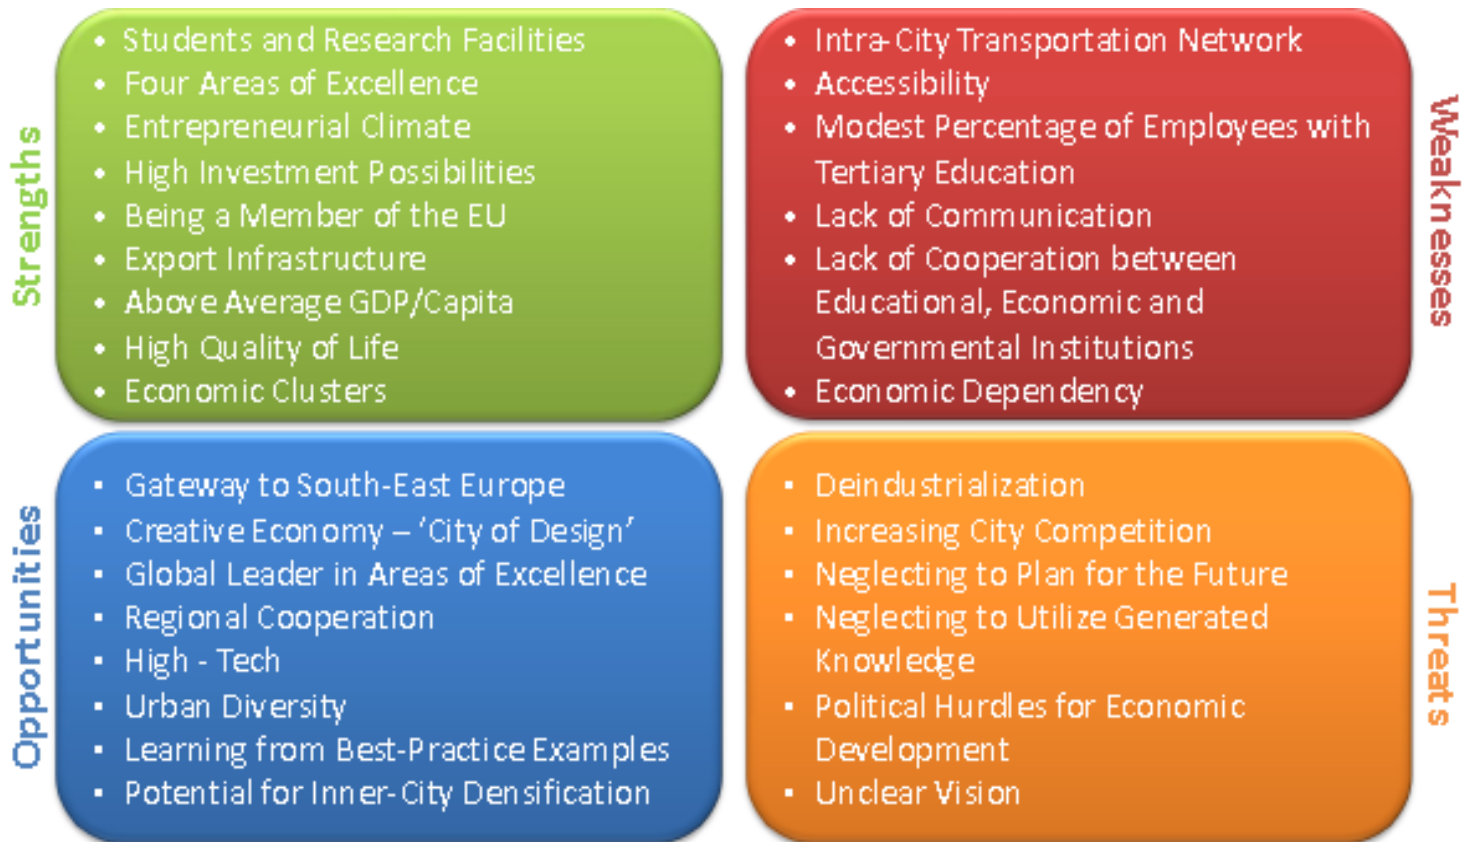 Strengths
• Students and Research Facilities
• Four Areas of Excellence
• Entrepreneurial Climate
• High Investment Possibilities
• Being a Member of the EU
• Export Infrastructure
• Above Average GDP/Capita
• High Quality of Life
• Economic Clusters
Weaknesses
• Intra-City Transportation Network
• Accessibility
• Modest Percentage of Employees with
Tertiary Education
• Lack of Communication
• Lack of Cooperation between
Educational, Economic and
Governmental Institutions
• Economic Dependency
Opportunities
▪ Gateway to South-East Europe
▪ Creative Economy – ‘City of Design’
▪ Global Leader in Areas of Excellence
▪ Regional Cooperation
▪ High - Tech
▪ Urban Diversity
▪ Learning from Best-Practice Examples
▪ Potential for Inner-City Densification
Threats
▪ Deindustrialization
▪ Increasing City Competition
▪ Neglecting to Plan for the Future
▪ Neglecting to Utilize Generated
Knowledge
▪ Political Hurdles for Economic
Development
▪ Unclear Vision